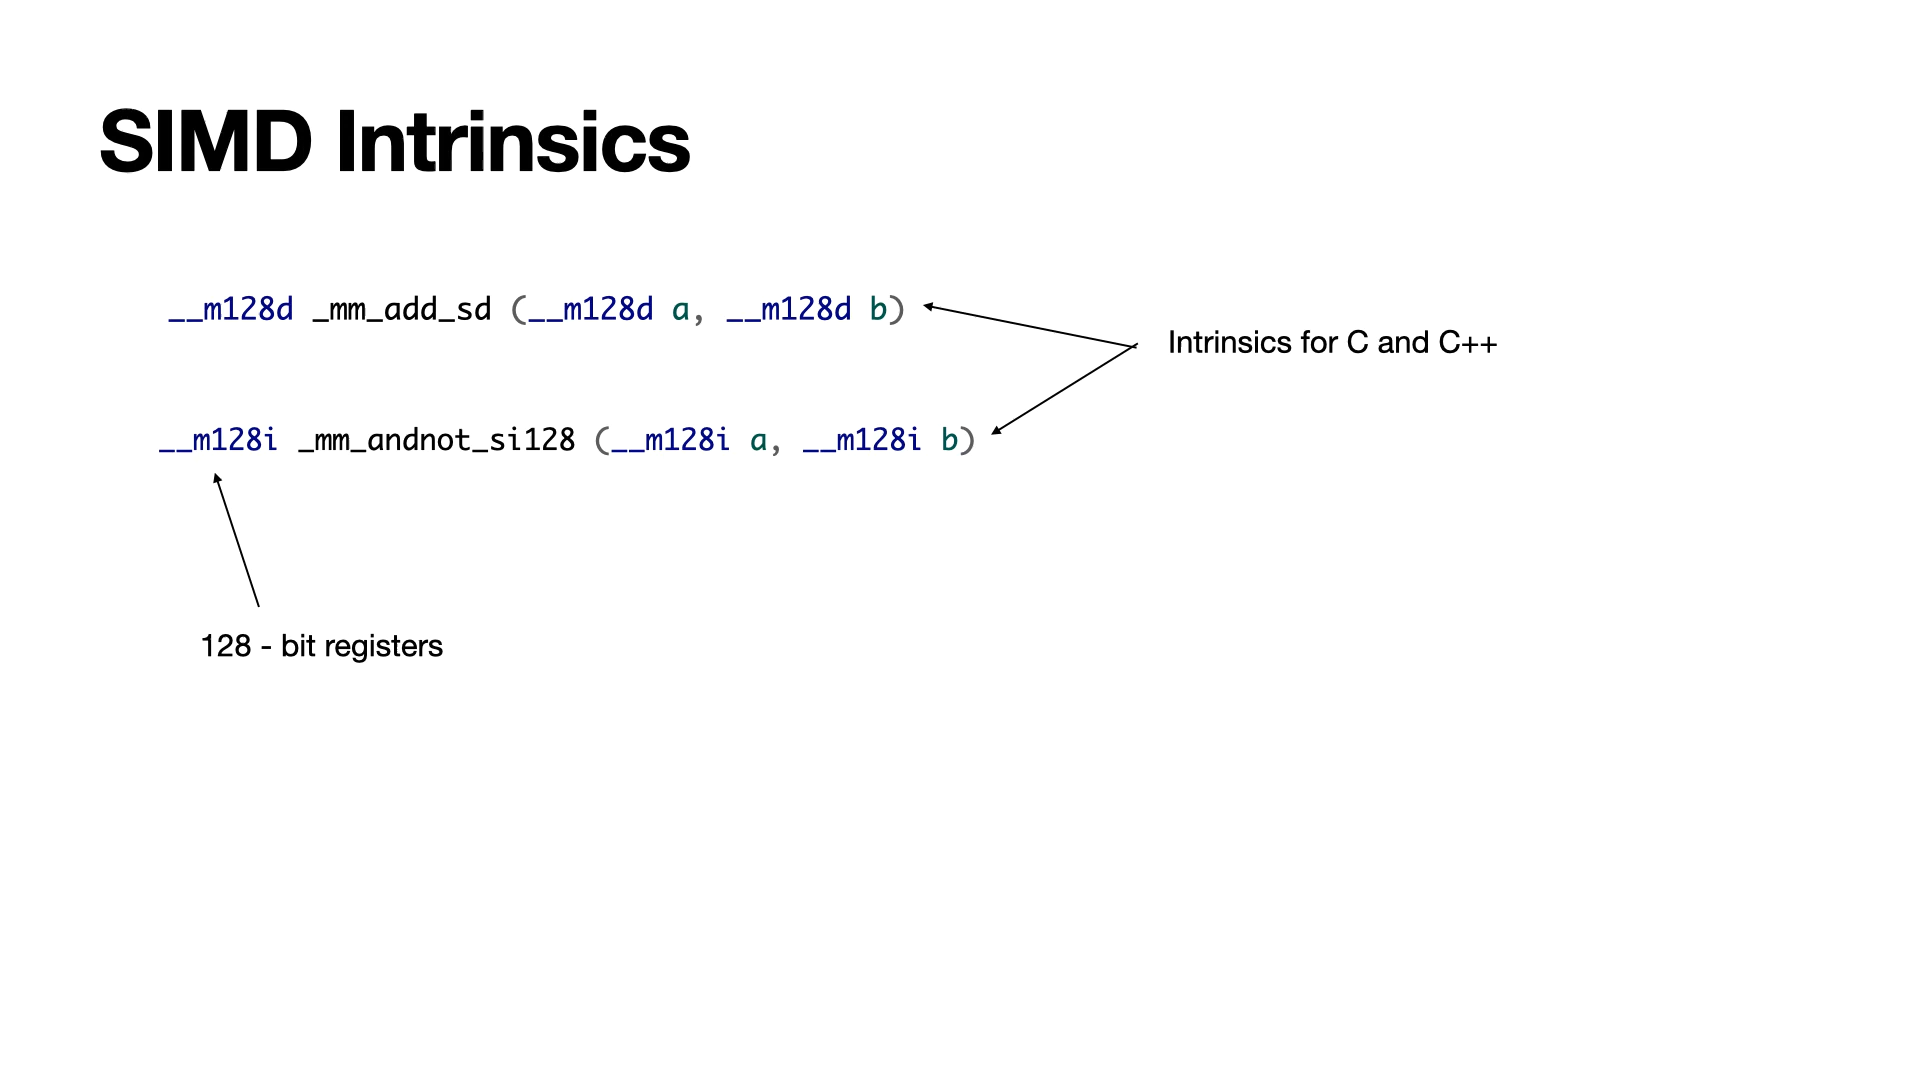 SIMD Intrinsics
__m128d _mm_add_sd (__m128d a, __m128d b)
Intrinsics for C and C++
__m128i _mm_andnot_si128 (__m128i a, __m128i b)
128 - bit registers